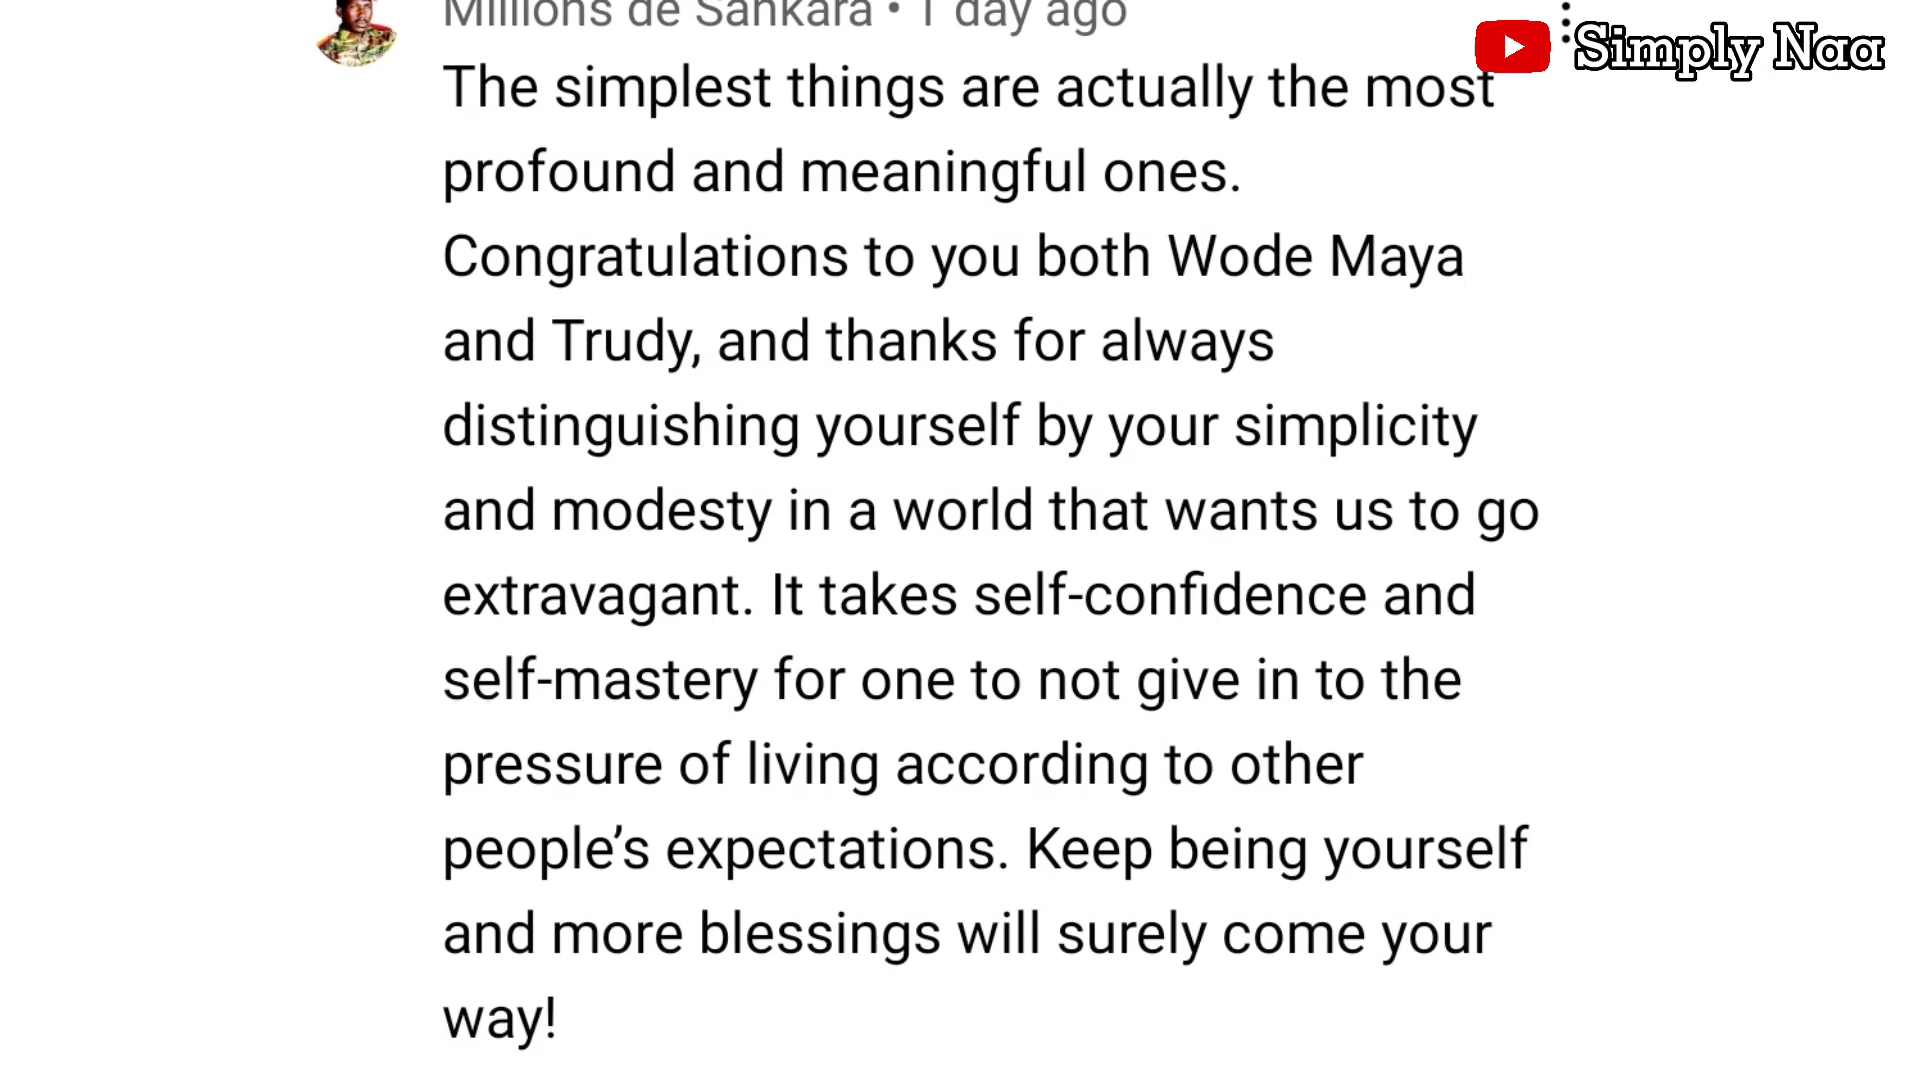 Millions de Sankara • 1 day ago
Simply Naa
The simplest things are actually the most
profound and meaningful ones.
Congratulations to you both Wode Maya
and Trudy, and thanks for always
distinguishing yourself by your simplicity
and modesty in a world that wants us to go
extravagant. It takes self-confidence and
self-mastery for one to not give in to the
pressure of living according to other
people’s expectations. Keep being yourself
and more blessings will surely come your
way!